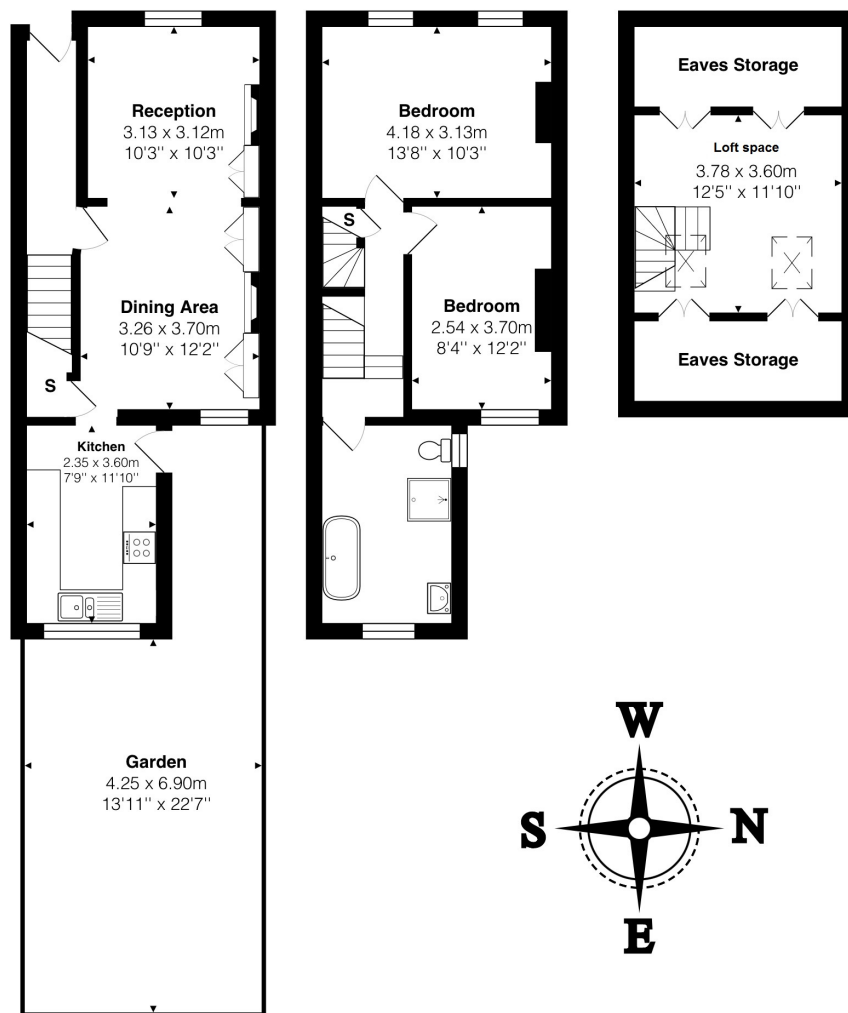 Reception
3.13 x 3.12m
10'3'' x 10'3''
Dining Area
3.26 x 3.70m
10'9'' x 12'2''
S
Kitchen
2.35 x 3.60m
7'9'' x 11'10''
Garden
4.25 x 6.90m
13'11'' x 22'7''
Bedroom
4.18 x 3.13m
13'8'' x 10'3''
S
Bedroom
2.54 x 3.70m
8'4'' x 12'2''
Eaves Storage
Loft space
3.78 x 3.60m
12'5'' x 11'10''
Eaves Storage
W
S N
E